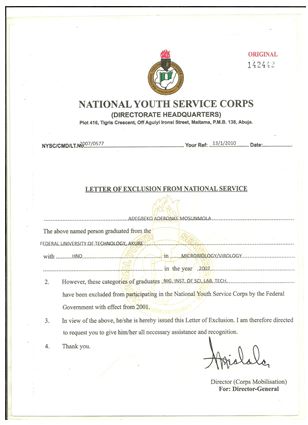 ORIGINAL
142442
NATIONAL YOUTH SERVICE CORPS
(DIRECTORATE HEADQUARTERS)
Plot 416, Tigris Crescent, Off Aguiyi Ironsi Street, Maitama, P.M.B. 138, Abuja.
NYSC/CMD/LT.NO 2007/0577 Your Ref: 13/1/2010 Date:
LETTER OF EXCLUSION FROM NATIONAL SERVICE
ADEGBEKO ADERONKE MOSUNMOLA
The above named person graduated from the
FEDERAL UNIVERSITY OF TECHNOLOGY, AKURE
with HND in MICROBIOLOGY/VIROLOGY
in the year 2007
2. However, these categories of graduates NIG. INST. OF SCI. LAB. TECH.
have been excluded from participating in the National Youth Service Corps by the Federal
Government with effect from 2001.
3. In view of the above, he/she is hereby issued this Letter of Exclusion. I am therefore directed
to request you to give him/her all necessary assistance and recognition.
4. Thank you.
Director (Corps Mobilisation)
For: Director-General